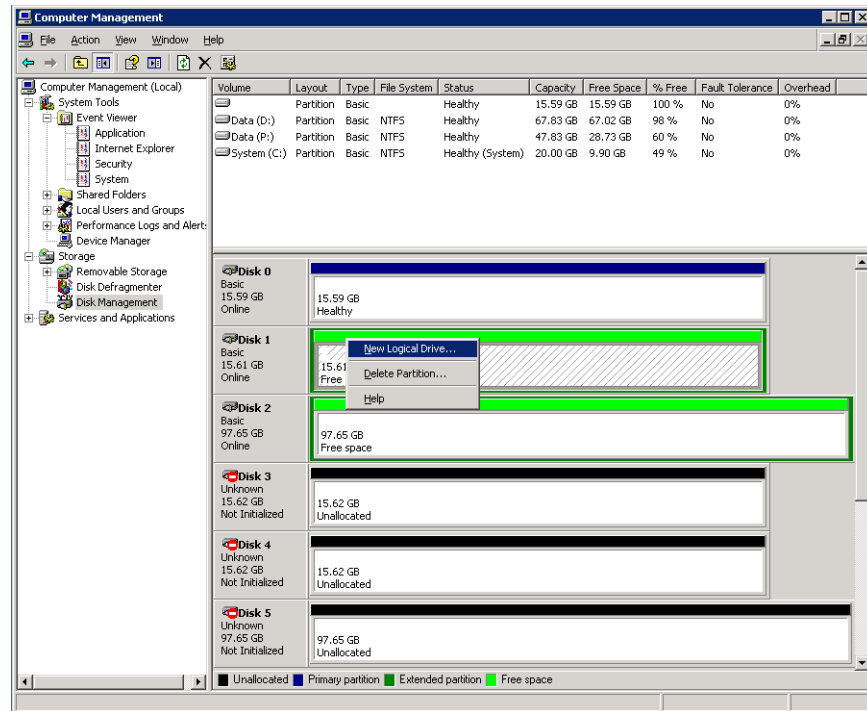 Computer Management
File Action View Window Help
Computer Management (Local)
System Tools
Event Viewer
Application
Internet Explorer
Security
System
Shared Folders
Local Users and Groups
Performance Logs and Alert
Device Manager
Storage
Removable Storage
Disk Defragmenter
Disk Management
Services and Applications
Volume Layout Type File System Status Capacity Free Space % Free Fault Tolerance Overhead
Partition Basic Healthy 15.59 GB 15.59 GB 100 % No 0%
Data (D:) Partition Basic NTFS Healthy 67.83 GB 67.02 GB 98 % No 0%
Data (P:) Partition Basic NTFS Healthy 47.83 GB 28.73 GB 60 % No 0%
System (C:) Partition Basic NTFS Healthy (System) 20.00 GB 9.90 GB 49 % No 0%
Disk 0
Basic
15.59 GB
Online
15.59 GB
Healthy
Disk 1
Basic
15.61 GB
Online
15.61
Free
New Logical Drive...
Delete Partition...
Help
Disk 2
Basic
97.65 GB
Online
97.65 GB
Free space
Disk 3
Unknown
15.62 GB
Not Initialized
15.62 GB
Unallocated
Disk 4
Unknown
15.62 GB
Not Initialized
15.62 GB
Unallocated
Disk 5
Unknown
97.65 GB
Not Initialized
97.65 GB
Unallocated
Unallocated Primary partition Extended partition Free space